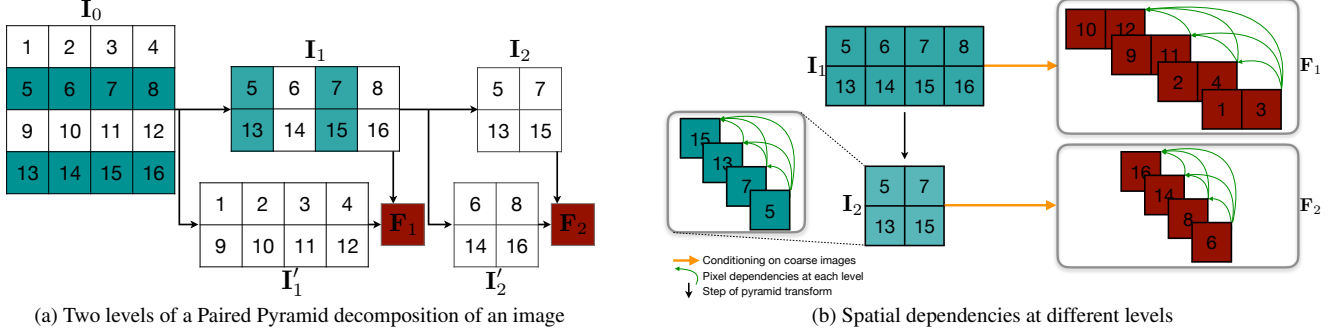 I0
1 2 3 4
5 6 7 8
9 10 11 12
13 14 15 16
I1
5 6 7 8
13 14 15 16
I2
5 7
13 15
1 2 3 4
9 10 11 12
I′1
F1
6 8
14 16
I′2
F2
(a) Two levels of a Paired Pyramid decomposition of an image
I1
5 6 7 8
13 14 15 16
10 12
9 11
2 4
1 3
F1
15
13
7
5
I2
5 7
13 15
16
14
8
6
F2
Conditioning on coarse images
Pixel dependencies at each level
Step of pyramid transform
(b) Spatial dependencies at different levels